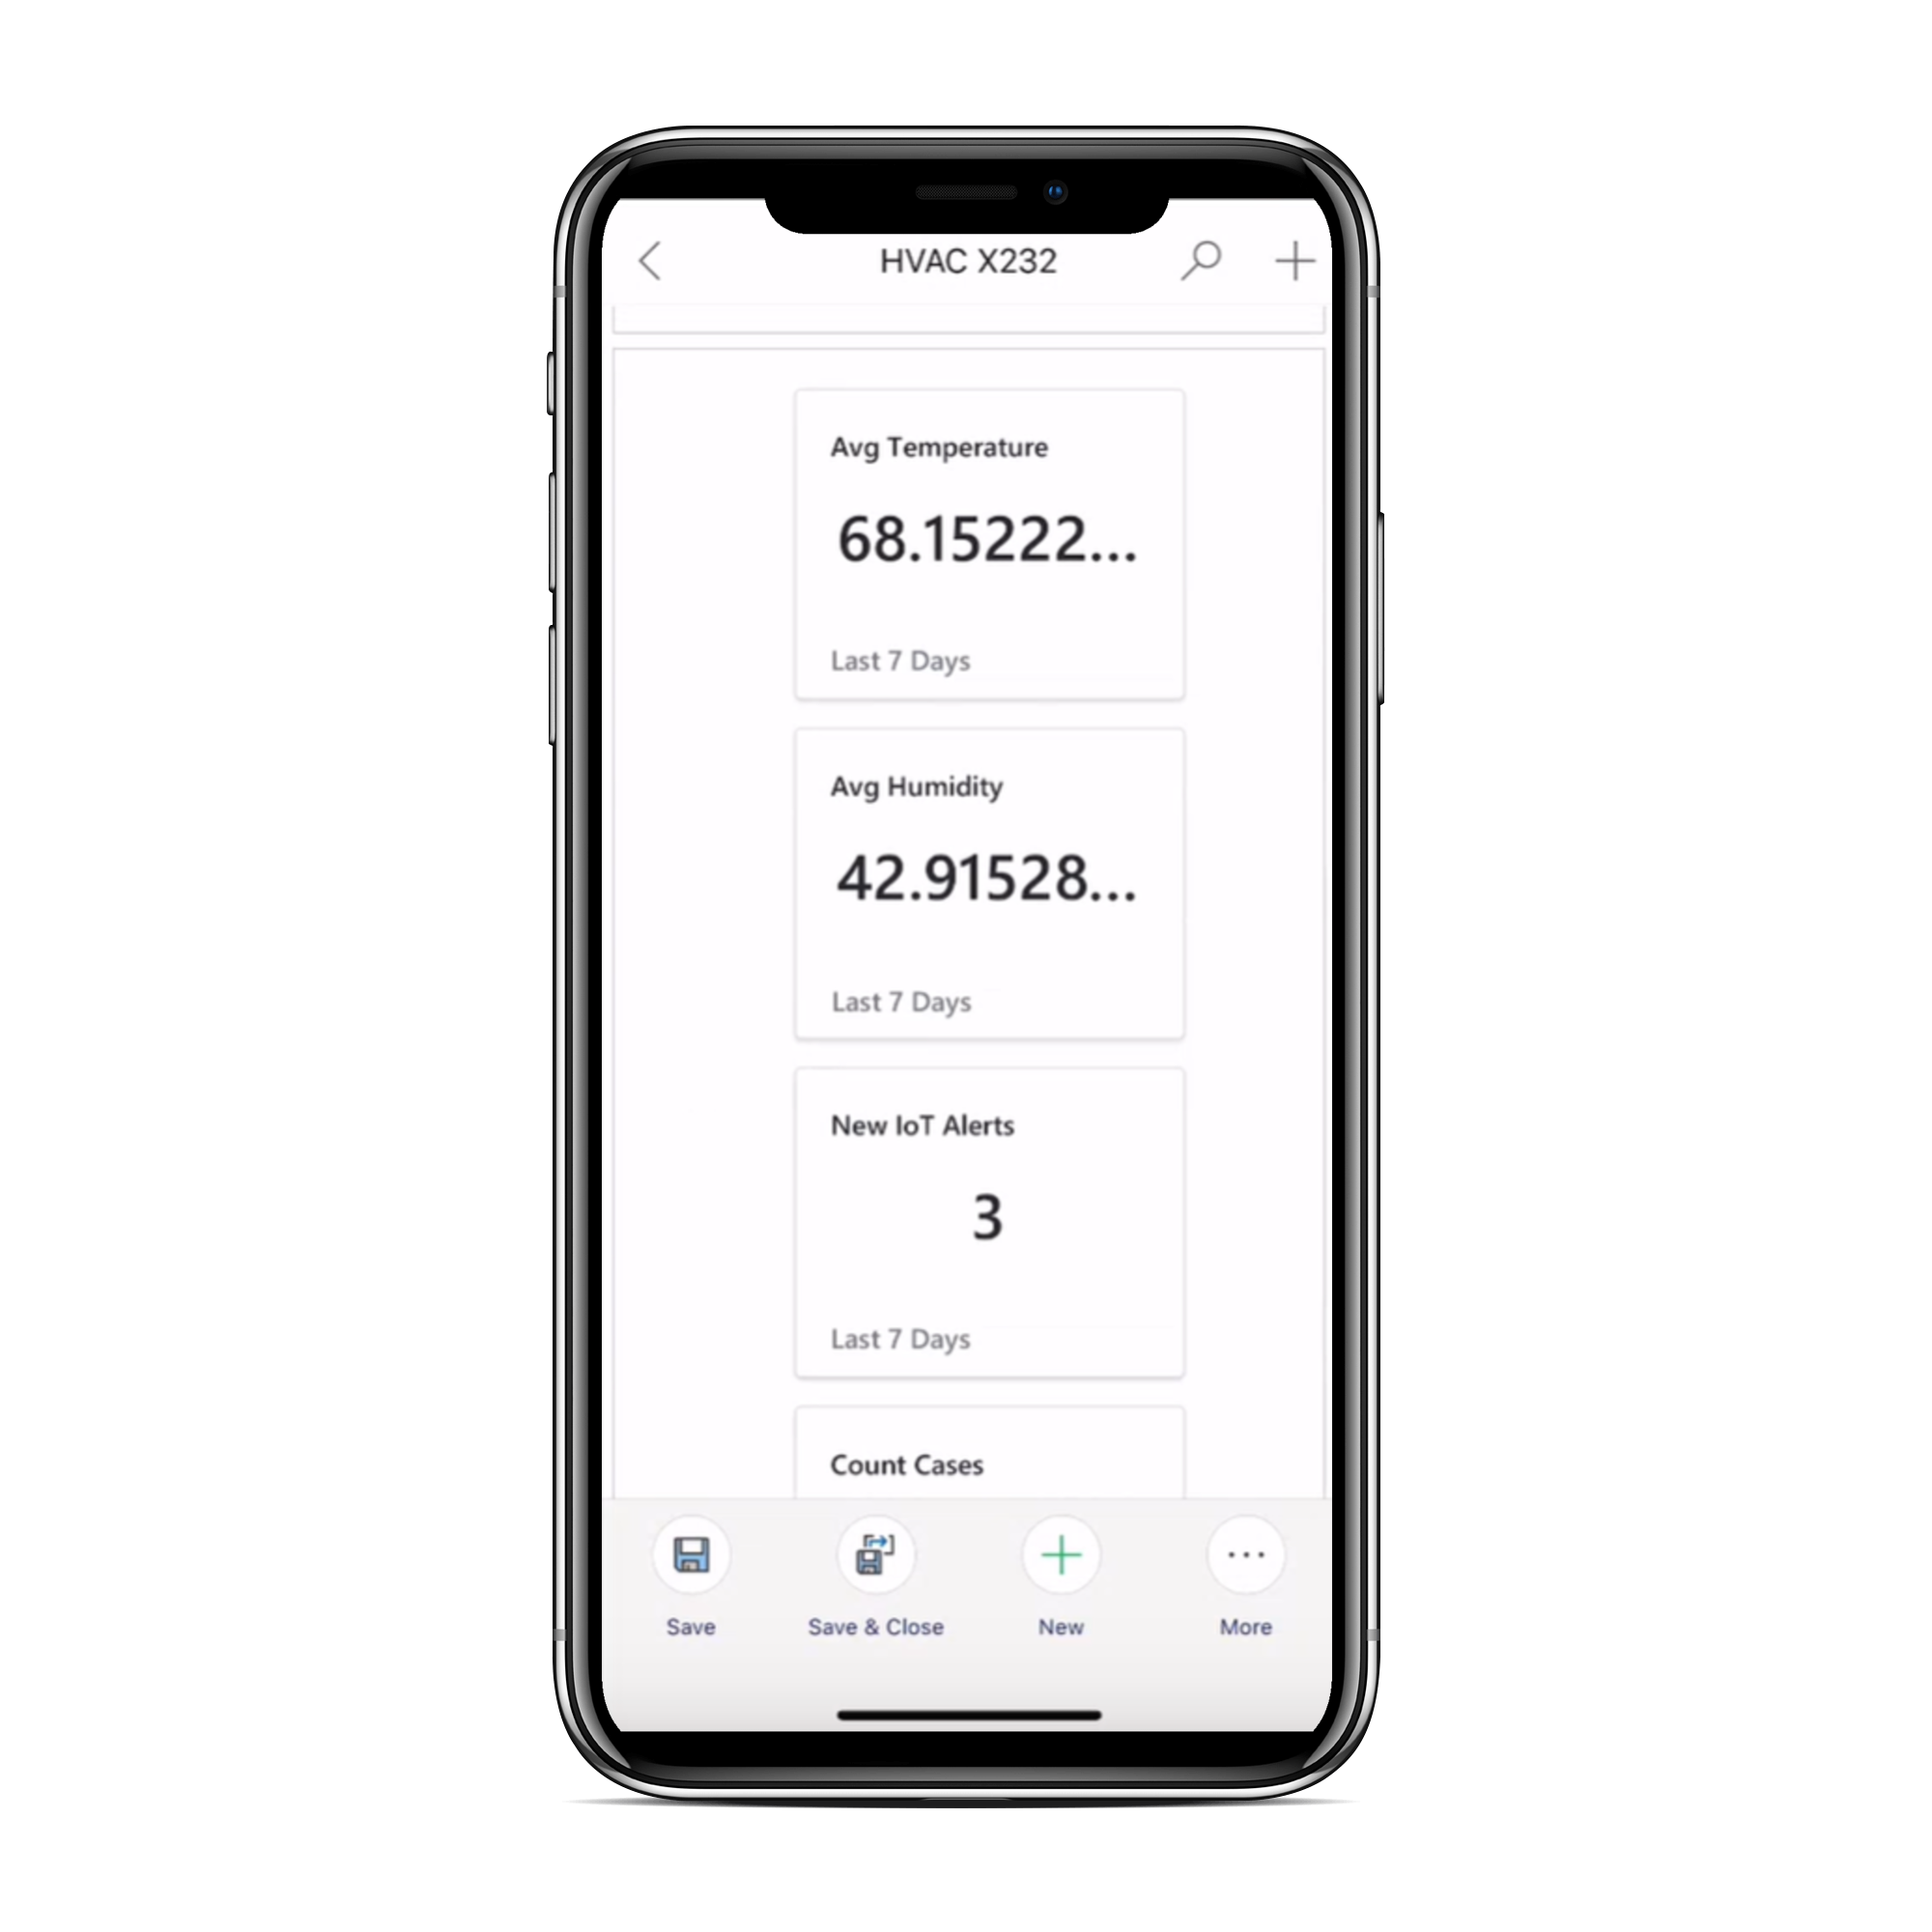 HVAC X232
Avg Temperature
68.15222...
Last 7 Days
Avg Humidity
42.91528...
Last 7 Days
New IoT Alerts
3
Last 7 Days
Count Cases
Save
Save & Close
New
More